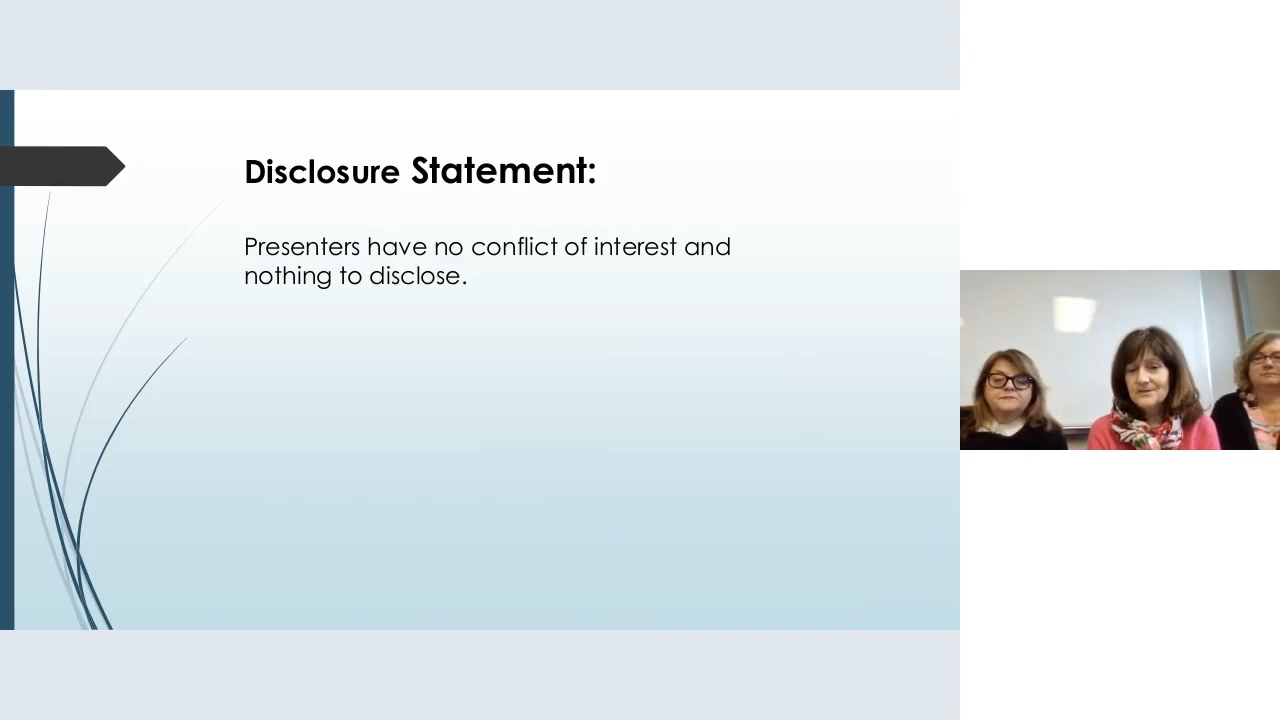 Disclosure Statement:
Presenters have no conflict of interest and
nothing to disclose.